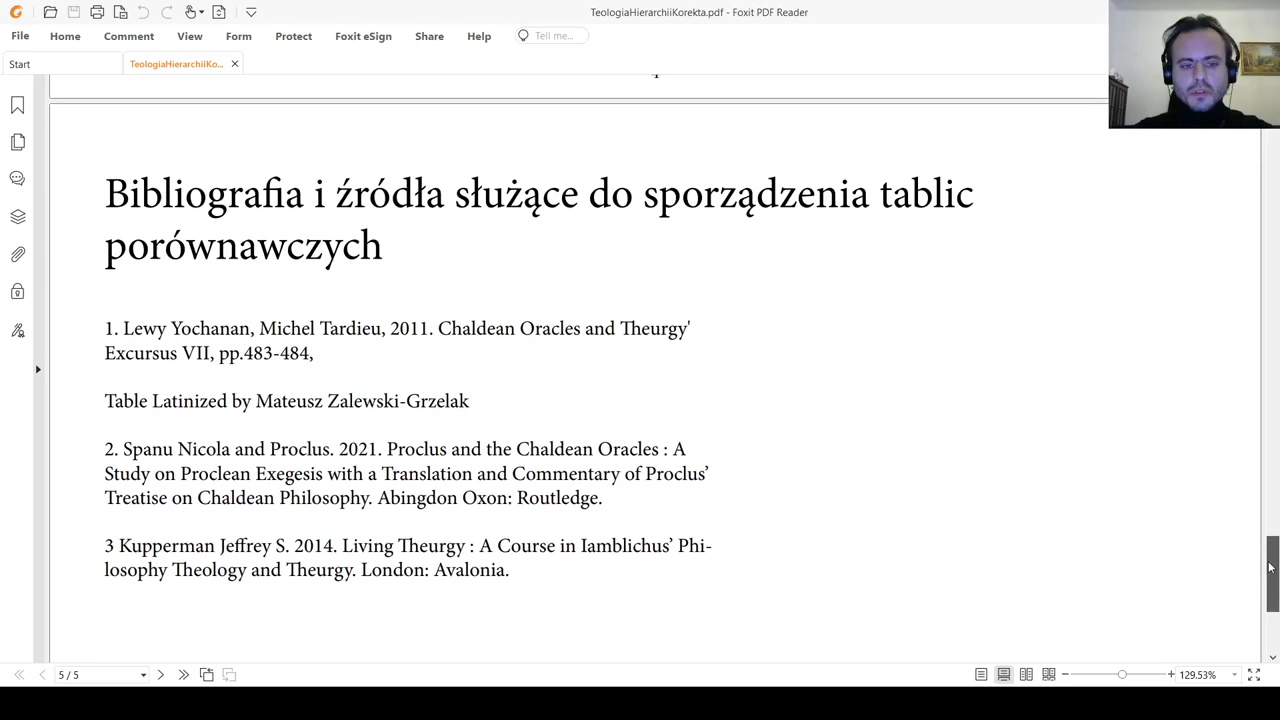 TeologiaHierarchiiKorekta.pdf - Foxit PDF Reader
File Home Comment View Form Protect Foxit eSign Share Help Tell me...
Start TeologiaHierarchiiKo...
Bibliografia i źródła służące do sporządzenia tablic
porównawczych
1. Lewy Yochanan, Michel Tardieu, 2011. Chaldean Oracles and Theurgy'
Excursus VII, pp.483-484,
Table Latinized by Mateusz Zalewski-Grzelak
2. Spanu Nicola and Proclus. 2021. Proclus and the Chaldean Oracles : A
Study on Proclean Exegesis with a Translation and Commentary of Proclus’
Treatise on Chaldean Philosophy. Abingdon Oxon: Routledge.
3 Kupperman Jeffrey S. 2014. Living Theurgy : A Course in Iamblichus’ Phi-
losophy Theology and Theurgy. London: Avalonia.
5 / 5
129.53%